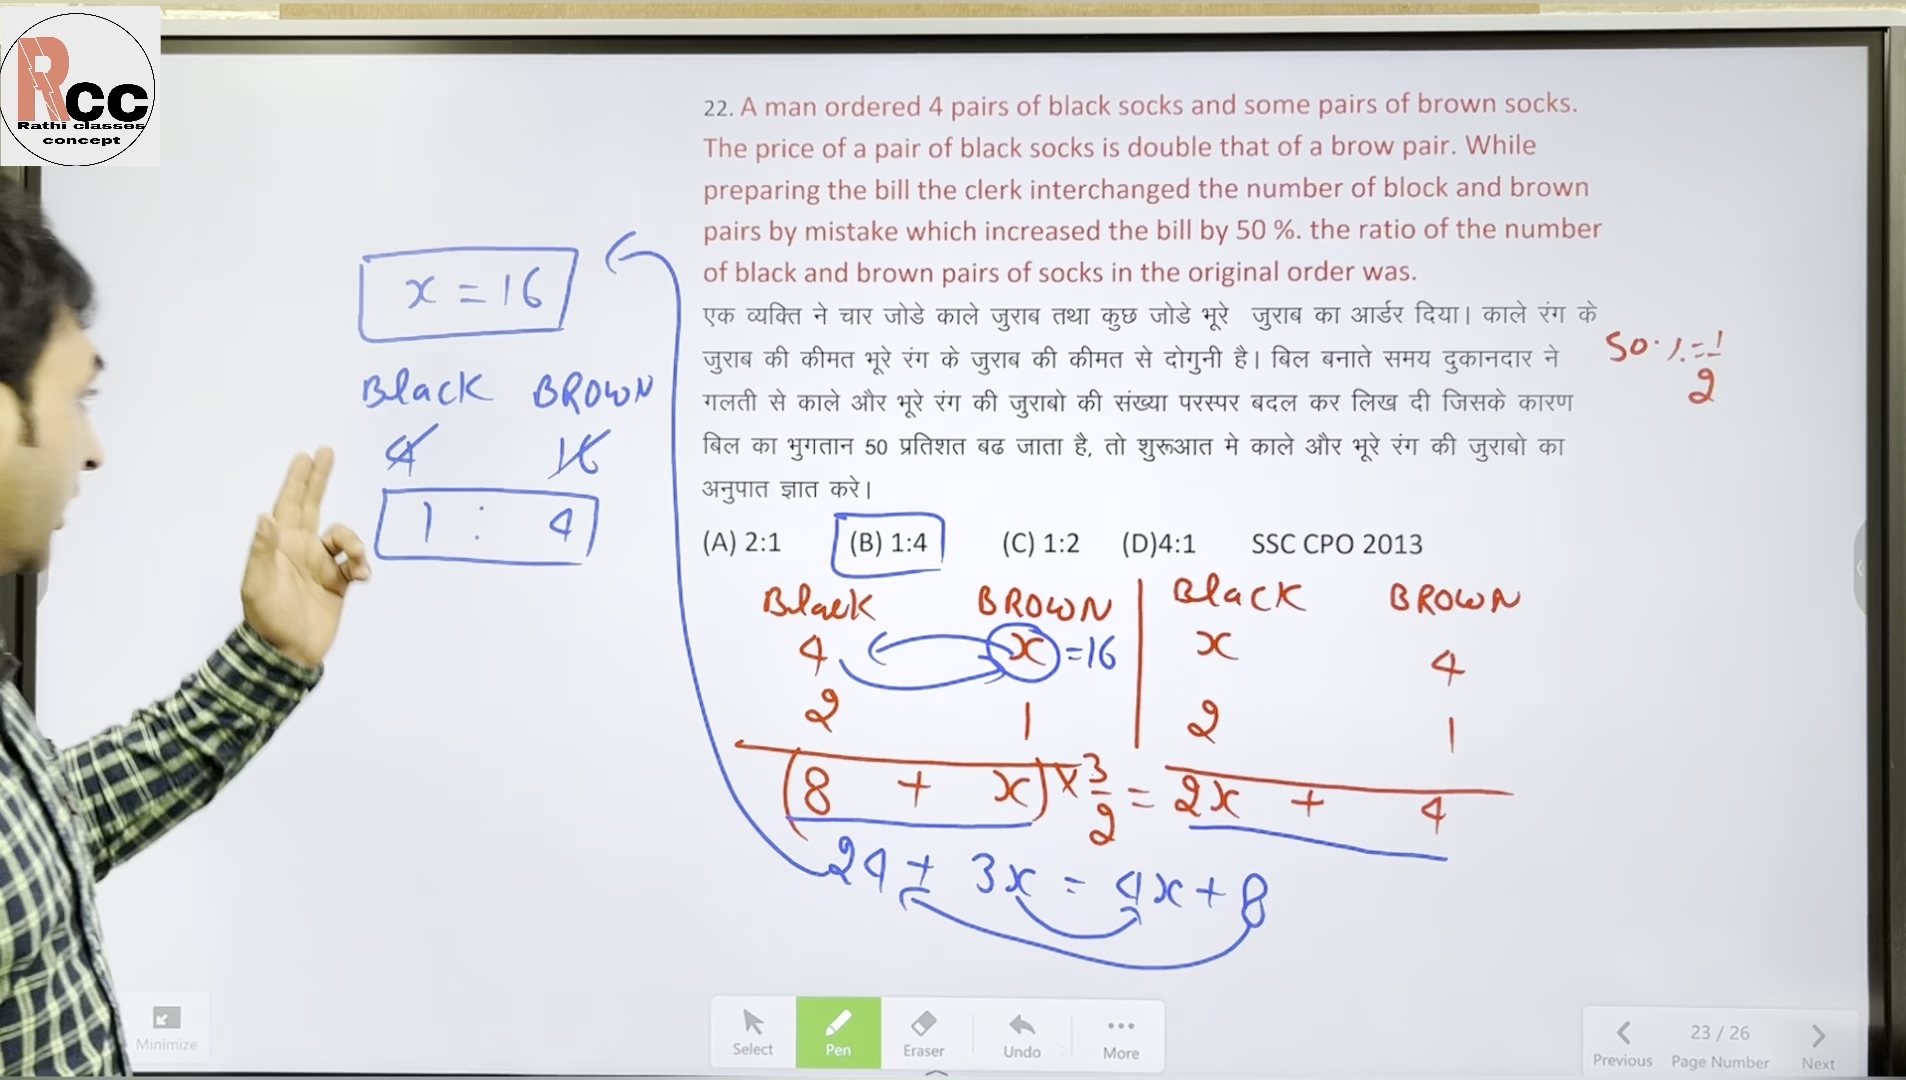 Rcc
Rathi classes
concept
22. A man ordered 4 pairs of black socks and some pairs of brown socks.
The price of a pair of black socks is double that of a brow pair. While
preparing the bill the clerk interchanged the number of block and brown
pairs by mistake which increased the bill by 50 %. the ratio of the number
of black and brown pairs of socks in the original order was.
एक व्यक्ति ने चार जोडे काले जुराब तथा कुछ जोडे भूरे जुराब का आर्डर दिया। काले रंग के
जुराब की कीमत भूरे रंग के जुराब की कीमत से दोगुनी है। बिल बनाते समय दुकानदार ने
गलती से काले और भूरे रंग की जुराबो की संख्या परस्पर बदल कर लिख दी जिसके कारण
बिल का भुगतान 50 प्रतिशत बढ जाता है, तो शुरूआत मे काले और भूरे रंग की जुराबो का
अनुपात ज्ञात करे।
50% = 1/2
(A) 2:1 (B) 1:4 (C) 1:2 (D)4:1 SSC CPO 2013
x = 16
Black BROWN
4 16
1 : 4
Black BROWN Black BROWN
4 x =16 x 4
2 1 2 1
(8 + x) × 3/2 = 2x + 4
24 + 3x = 4x + 8
Minimize
Select
Pen
Eraser
Undo
More
23 / 26
Previous Page Number Next